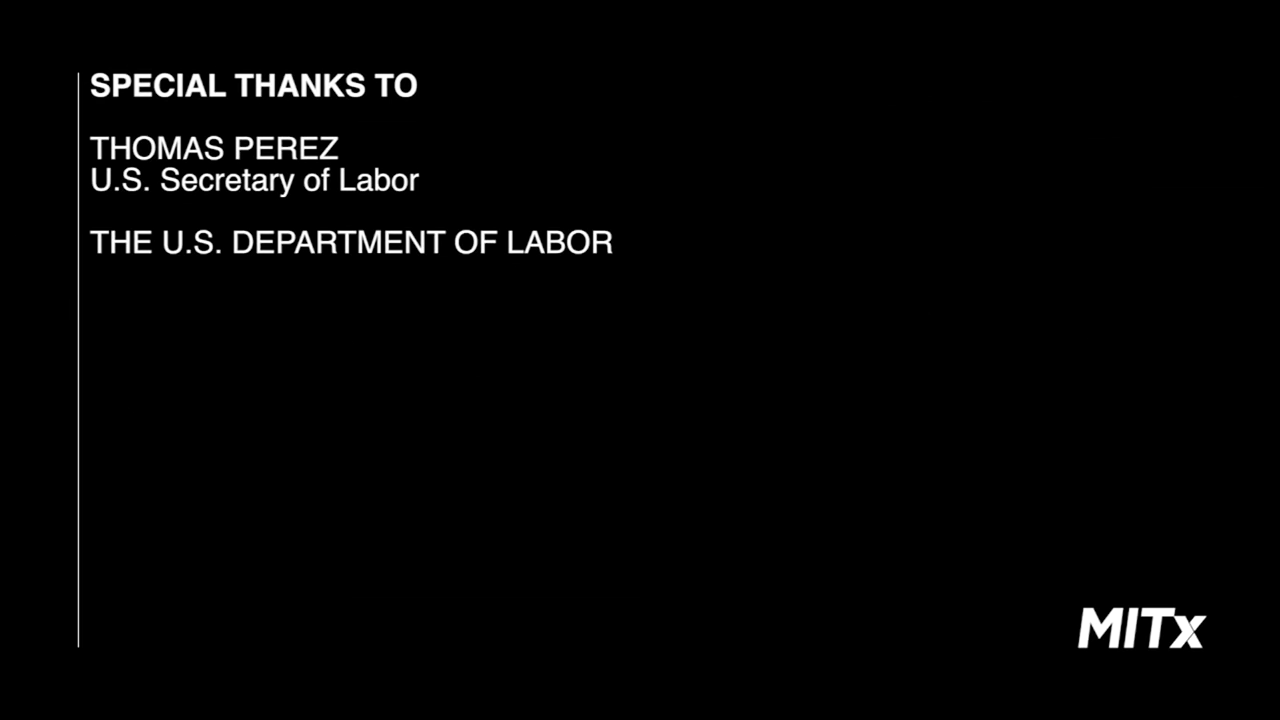 SPECIAL THANKS TO
THOMAS PEREZ
U.S. Secretary of Labor
THE U.S. DEPARTMENT OF LABOR
MITx